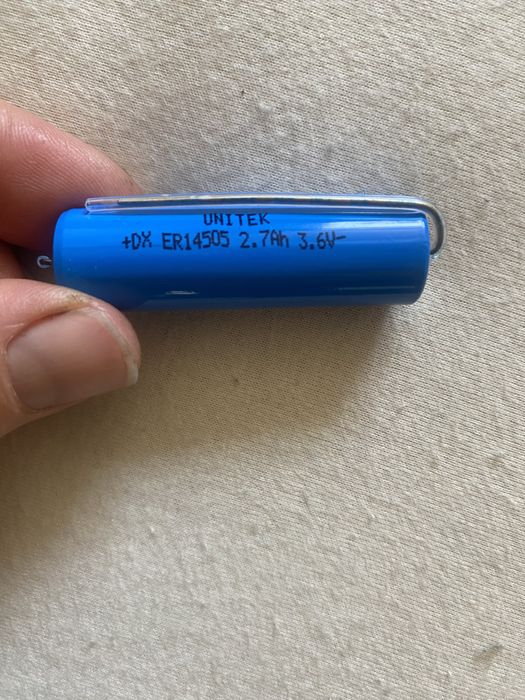 UNITEK
+DX ER14505 2.7Ah 3.6V-